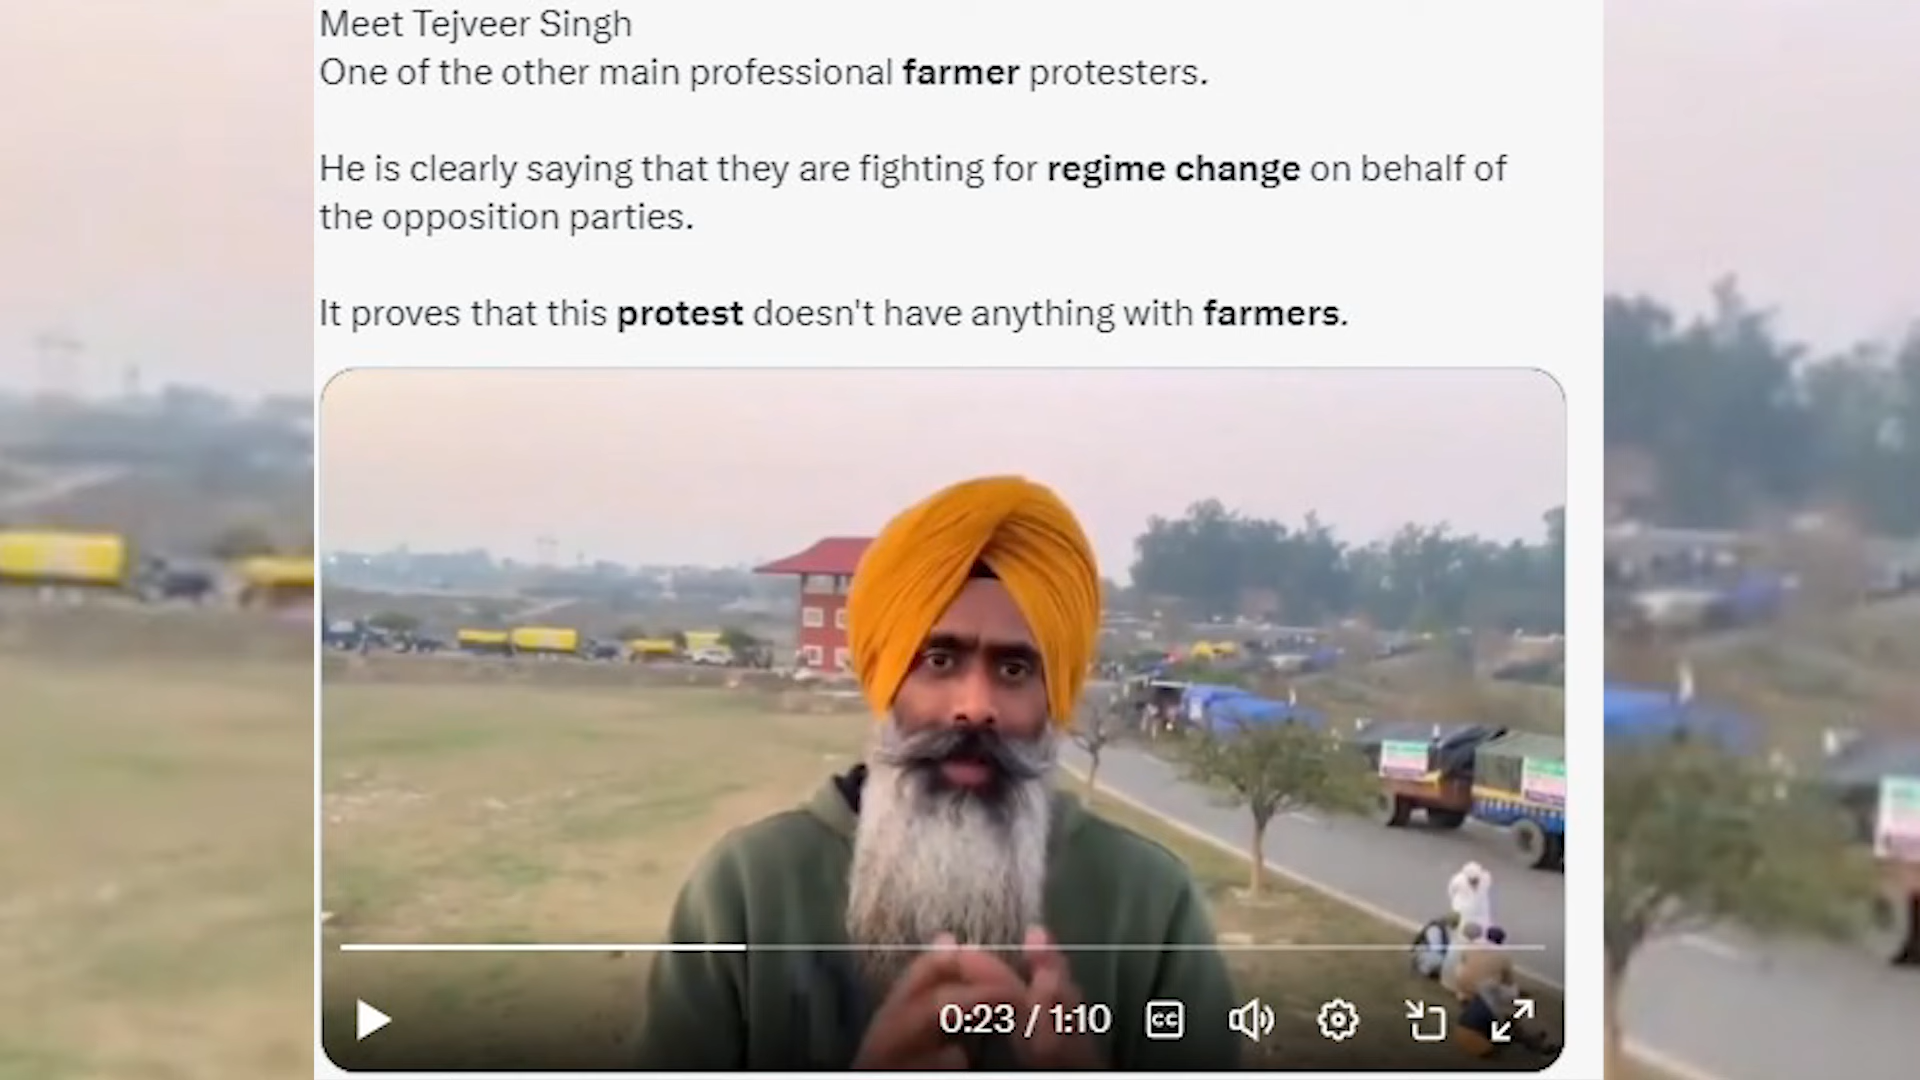 Meet Tejveer Singh
One of the other main professional farmer protesters.
He is clearly saying that they are fighting for regime change on behalf of
the opposition parties.
It proves that this protest doesn't have anything with farmers.
0:23 / 1:10
CC